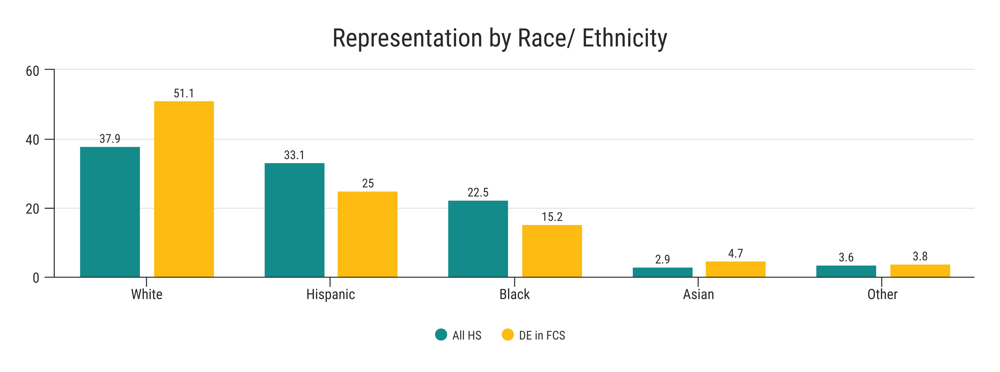 Representation by Race/ Ethnicity
60
40
20
0
37.9
51.1
33.1
25
22.5
15.2
2.9
4.7
3.6
3.8
White
Hispanic
Black
Asian
Other
All HS
DE in FCS